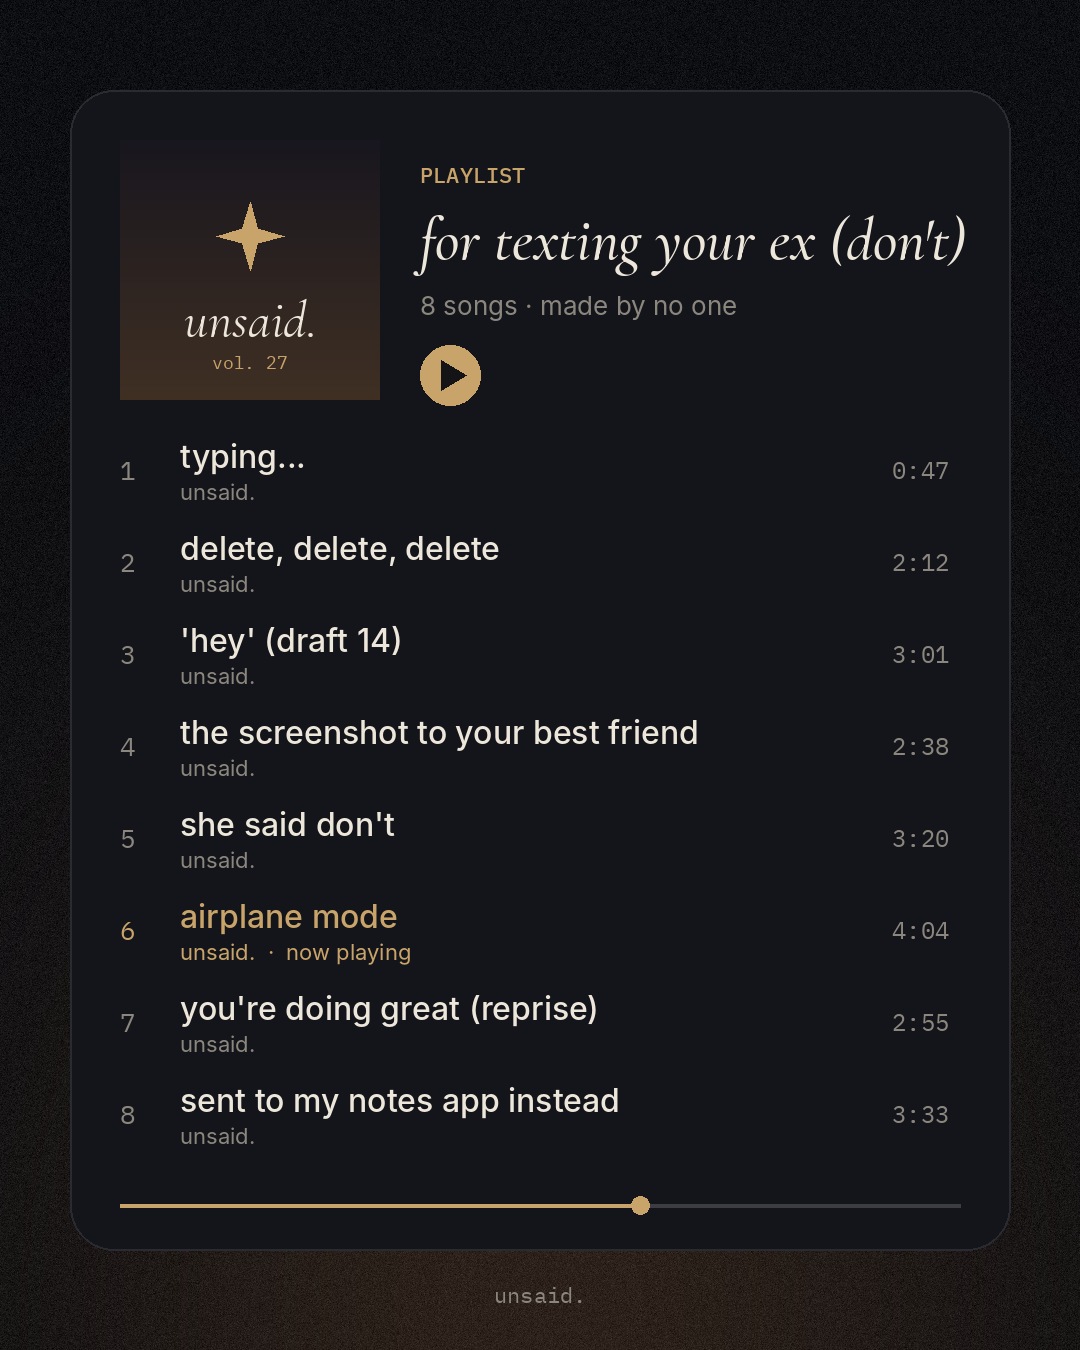 unsaid.
vol. 27
PLAYLIST
for texting your ex (don't)
8 songs · made by no one
1 typing... 0:47
unsaid.
2 delete, delete, delete 2:12
unsaid.
3 'hey' (draft 14) 3:01
unsaid.
4 the screenshot to your best friend 2:38
unsaid.
5 she said don't 3:20
unsaid.
6 airplane mode 4:04
unsaid. · now playing
7 you're doing great (reprise) 2:55
unsaid.
8 sent to my notes app instead 3:33
unsaid.
unsaid.